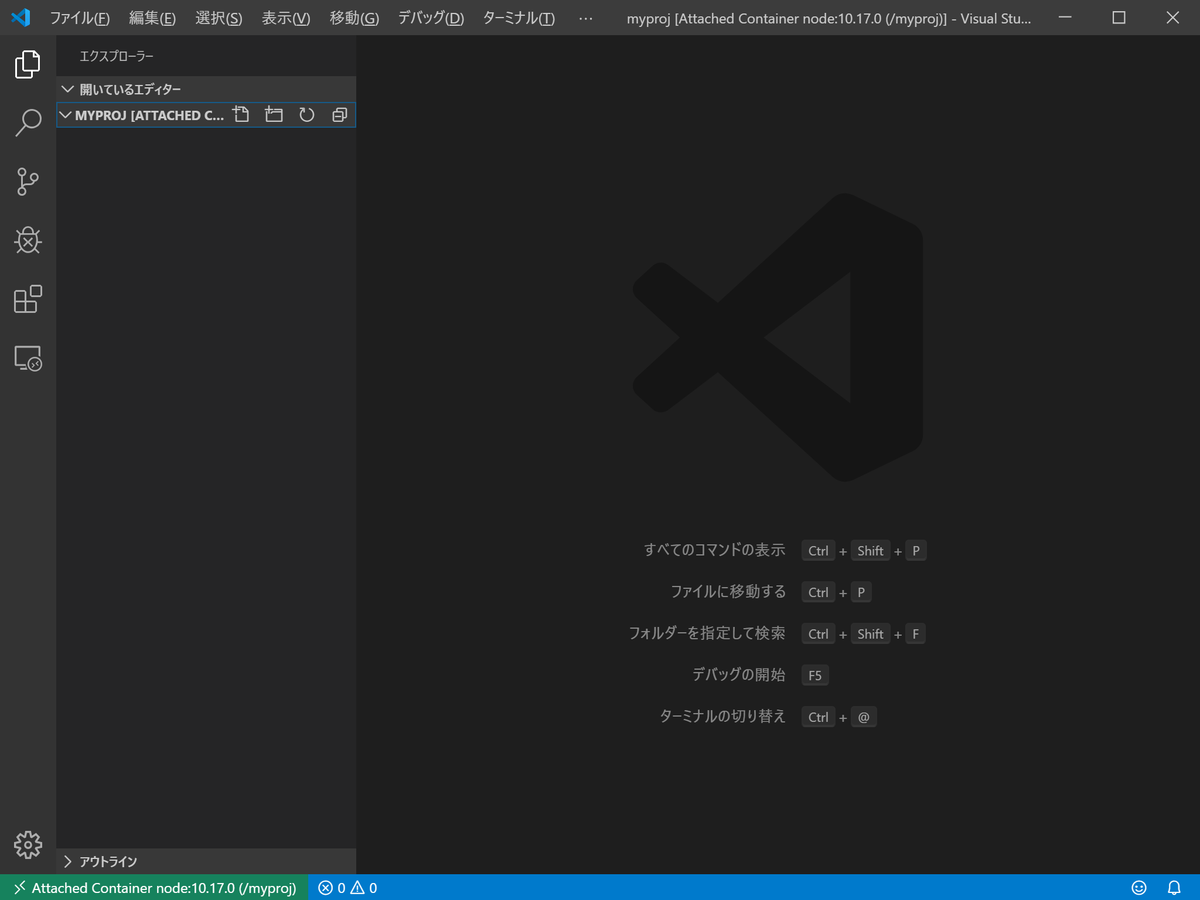 ファイル(F) 編集(E) 選択(S) 表示(V) 移動(G) デバッグ(D) ターミナル(T) ··· myproj [Attached Container node:10.17.0 (/myproj)] - Visual Stu...
エクスプローラー
開いているエディター
MYPROJ [ATTACHED C...
すべてのコマンドの表示 Ctrl + Shift + P
ファイルに移動する Ctrl + P
フォルダーを指定して検索 Ctrl + Shift + F
デバッグの開始 F5
ターミナルの切り替え Ctrl + @
アウトライン
Attached Container node:10.17.0 (/myproj) 0 0